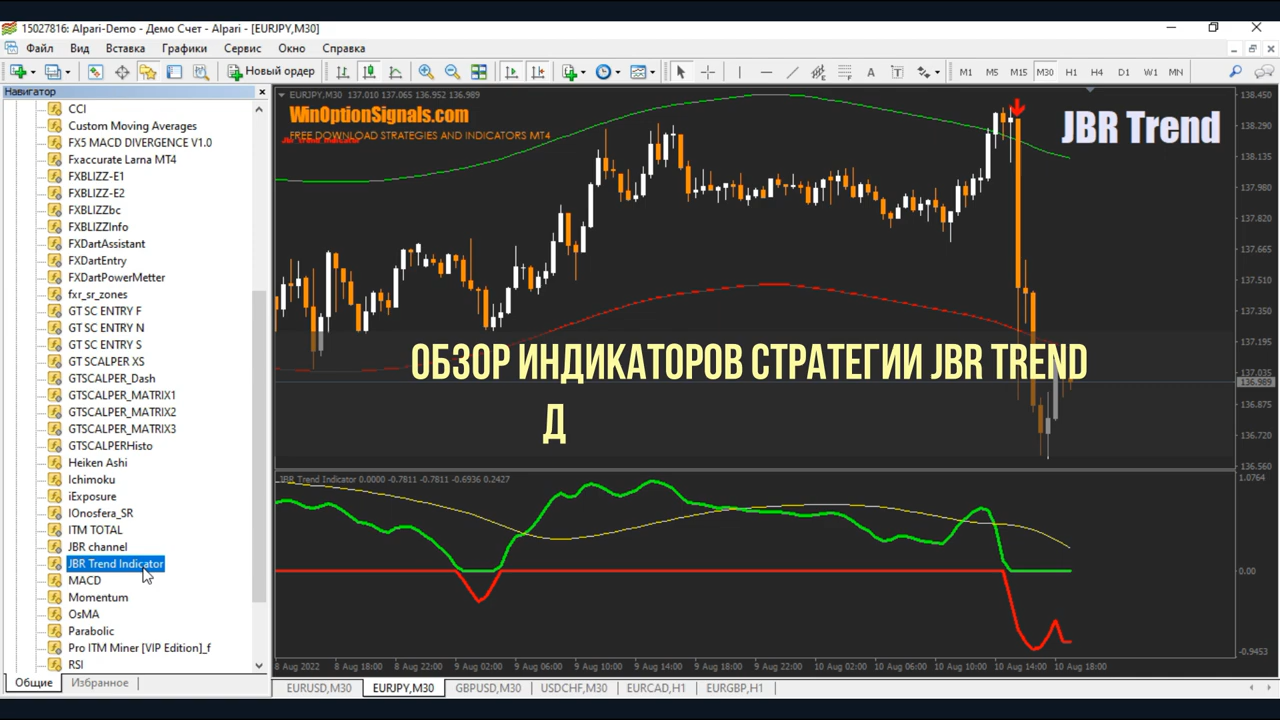 15027816: Alpari-Demo - Демо Счет - Alpari - [EURJPY,M30]
Файл Вид Вставка Графики Сервис Окно Справка
Новый ордер
M1 M5 M15 M30 H1 H4 D1 W1 MN
Навигатор
CCI
Custom Moving Averages
FX5 MACD DIVERGENCE V1.0
Fxaccurate Larna MT4
FXBLIZZ-E1
FXBLIZZ-E2
FXBLIZZbc
FXBLIZZInfo
FXDartAssistant
FXDartEntry
FXDartPowerMetter
fxr_sr_zones
GT SC ENTRY F
GT SC ENTRY N
GT SC ENTRY S
GT SCALPER XS
GTSCALPER_Dash
GTSCALPER_MATRIX1
GTSCALPER_MATRIX2
GTSCALPER_MATRIX3
GTSCALPERHisto
Heiken Ashi
Ichimoku
iExposure
IOnosfera_SR
ITM TOTAL
JBR channel
JBR Trend Indicator
MACD
Momentum
OsMA
Parabolic
Pro ITM Miner [VIP Edition]_f
RSI
Общие Избранное
EURJPY,M30 137.010 137.065 136.952 136.989
WinOptionSignals.com
FREE DOWNLOAD STRATEGIES AND INDICATORS MT4
JBR Trend Indicator
JBR Trend
138.450
138.290
138.135
137.980
137.820
137.665
137.510
137.350
137.195
137.035
136.989
136.875
136.720
136.560
ОБЗОР ИНДИКАТОРОВ СТРАТЕГИИ JBR TREND
Д
JBR Trend Indicator 0.0000 -0.7811 -0.7811 -0.6936 0.2427
1.0764
0.00
-0.9453
8 Aug 2022 8 Aug 18:00 8 Aug 22:00 9 Aug 02:00 9 Aug 06:00 9 Aug 10:00 9 Aug 14:00 9 Aug 18:00 9 Aug 22:00 10 Aug 02:00 10 Aug 06:00 10 Aug 10:00 10 Aug 14:00 10 Aug 18:00
EURUSD,M30 EURJPY,M30 GBPUSD,M30 USDCHF,M30 EURCAD,H1 EURGBP,H1